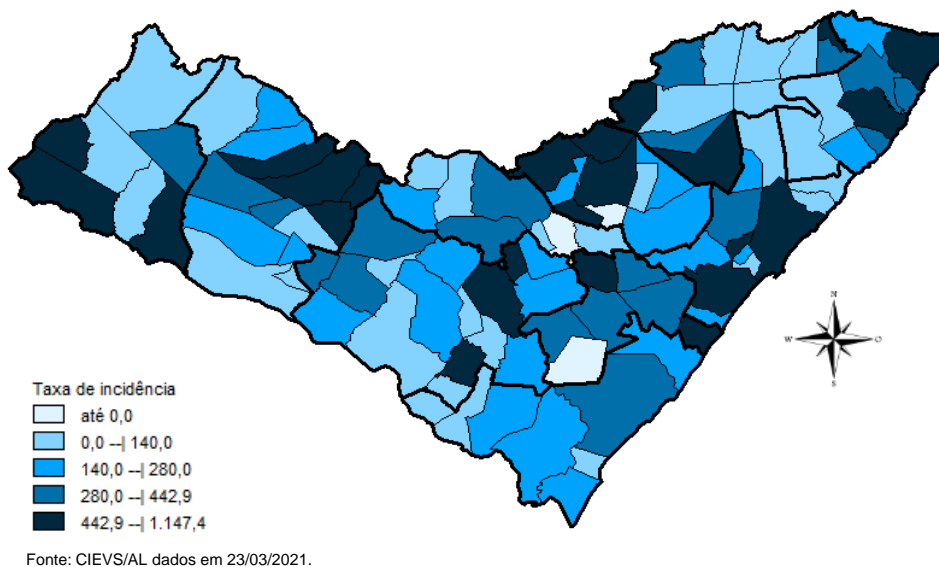 N
W
O
S
Taxa de incidência
até 0,0
0,0 --| 140,0
140,0 --| 280,0
280,0 --| 442,9
442,9 --| 1.147,4
Fonte: CIEVS/AL dados em 23/03/2021.